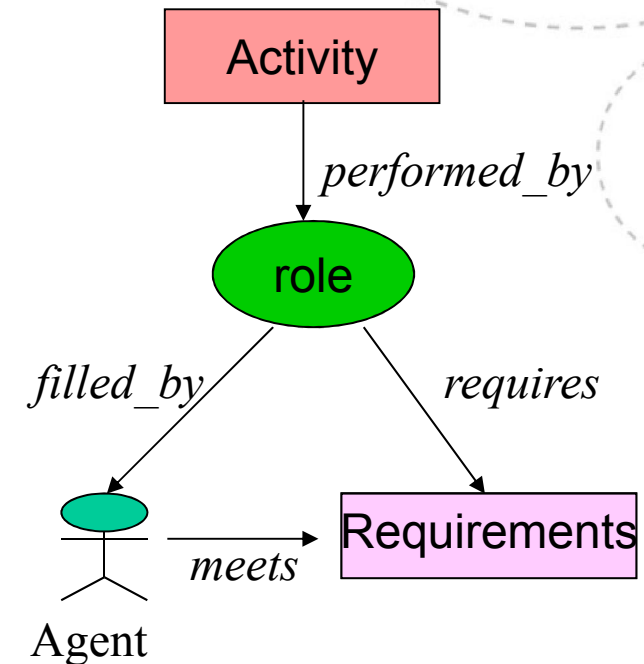 Activity
performed_by
role
filled_by
requires
Requirements
meets
Agent